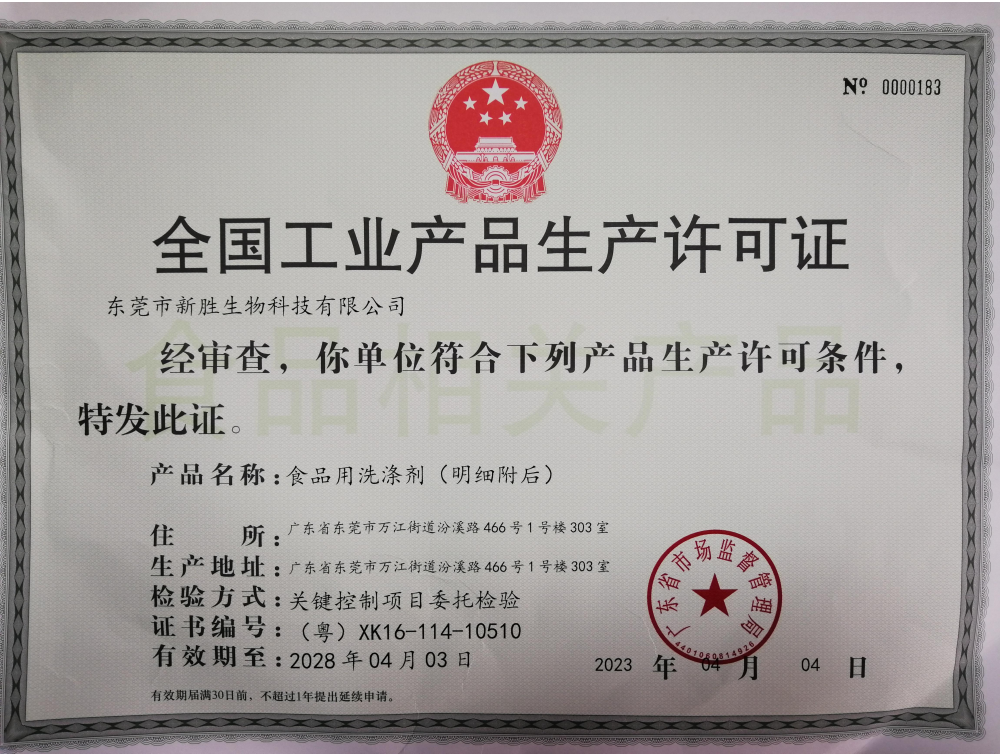 Nº 0000183
全国工业产品生产许可证
东莞市新胜生物科技有限公司
食品相关产品
经审查，你单位符合下列产品生产许可条件，
特发此证。
产品名称：食品用洗涤剂（明细附后）
住所：广东省东莞市万江街道汾溪路466号1号楼303室
生产地址：广东省东莞市万江街道汾溪路466号1号楼303室
检验方式：关键控制项目委托检验
证书编号：（粤）XK16-114-10510
有效期至：2028年04月03日
广东省市场监督管理局
4401060814926
2023年04月04日
有效期届满30日前，不超过1年提出延续申请。